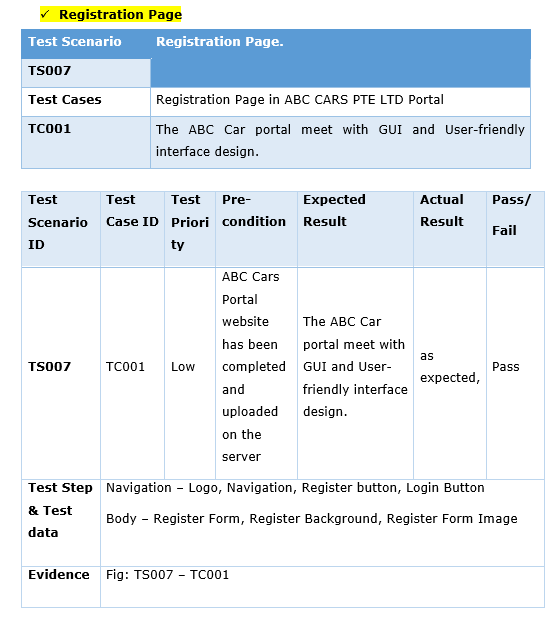 ✓ Registration Page
Test Scenario Registration Page.
TS007
Test Cases Registration Page in ABC CARS PTE LTD Portal
TC001 The ABC Car portal meet with GUI and User-friendly
interface design.
Test
Scenario
ID
Test
Case ID
Test
Priori
ty
Pre-
condition
Expected
Result
Actual
Result
Pass/
Fail
TS007
TC001
Low
ABC Cars
Portal
website
has been
completed
and
uploaded
on the
server
The ABC Car
portal meet with
GUI and User-
friendly interface
design.
as
expected,
Pass
Test Step
& Test
data
Navigation – Logo, Navigation, Register button, Login Button
Body – Register Form, Register Background, Register Form Image
Evidence Fig: TS007 – TC001